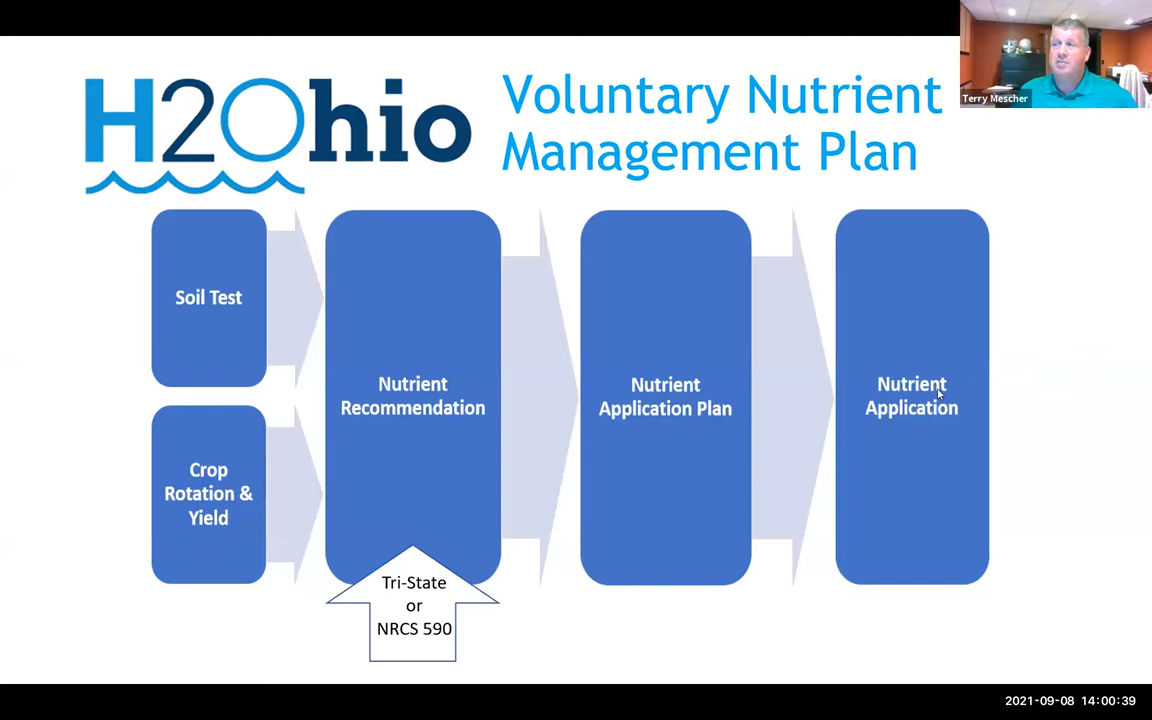 H2Ohio
Voluntary Nutrient
Management Plan
Terry Mescher
Soil Test
Crop
Rotation &
Yield
Nutrient
Recommendation
Tri-State
or
NRCS 590
Nutrient
Application Plan
Nutrient
Application
2021-09-08 14:00:39